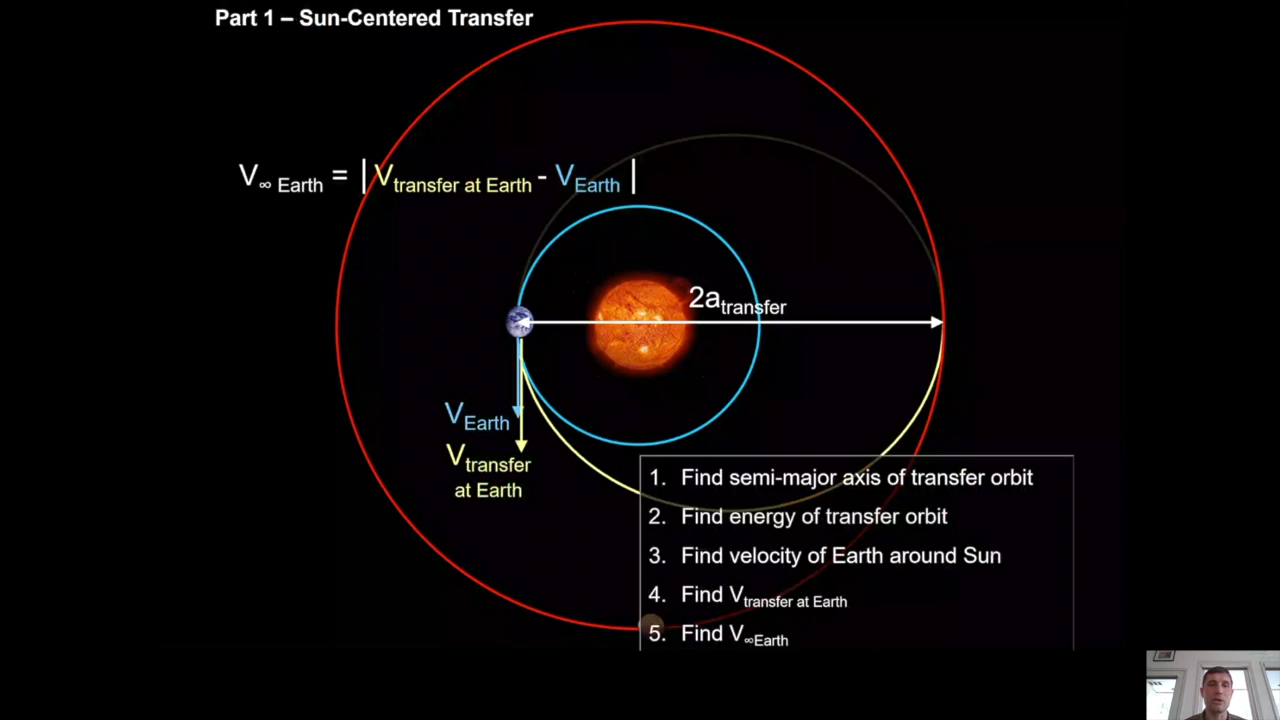 Part 1 – Sun-Centered Transfer
V∞ Earth = | Vtransfer at Earth - VEarth |
2atransfer
VEarth
Vtransfer
at Earth
1. Find semi-major axis of transfer orbit
2. Find energy of transfer orbit
3. Find velocity of Earth around Sun
4. Find Vtransfer at Earth
5. Find V∞Earth